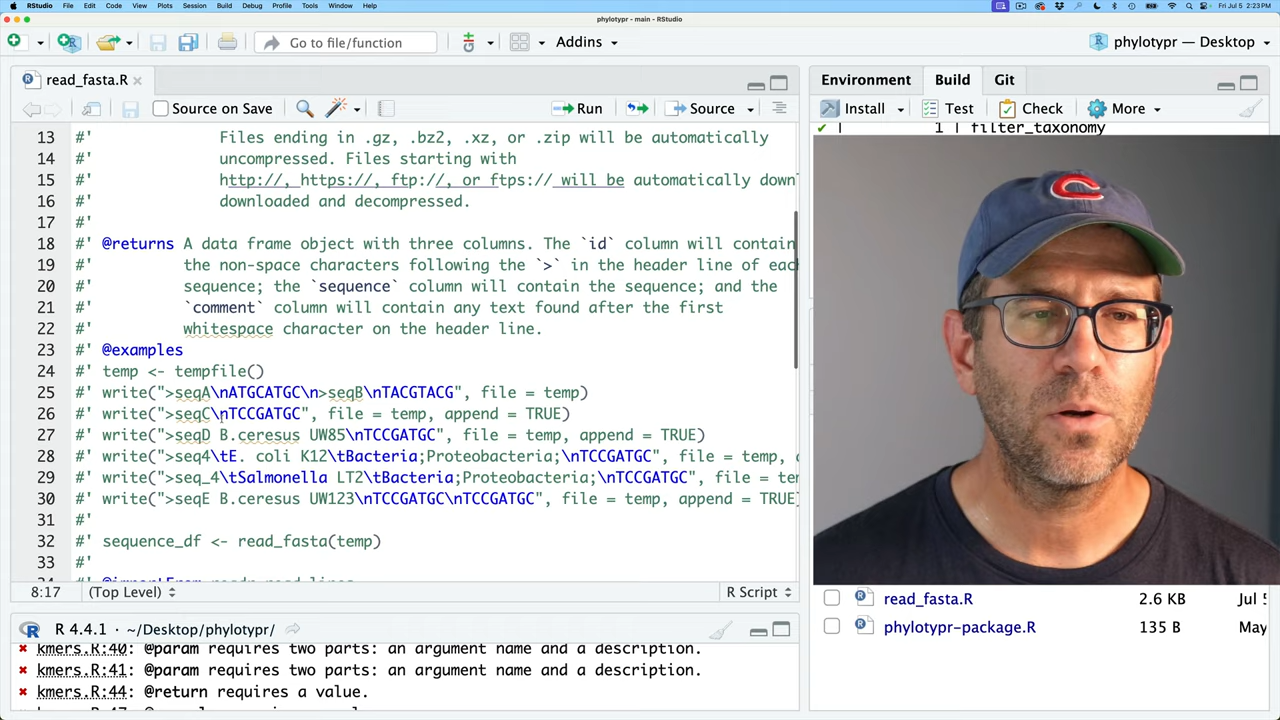 RStudio File Edit Code View Plots Session Build Debug Profile Tools Window Help Fri Jul 5 2:23 PM
phylotypr - main - RStudio
Go to file/function Addins phylotypr — Desktop
read_fasta.R
Source on Save Run Source
13 #' Files ending in .gz, .bz2, .xz, or .zip will be automatically
14 #' uncompressed. Files starting with
15 #' http://, https://, ftp://, or ftps:// will be automatically down
16 #' downloaded and decompressed.
17 #'
18 #' @returns A data frame object with three columns. The `id` column will contain
19 #' the non-space characters following the `>` in the header line of each
20 #' sequence; the `sequence` column will contain the sequence; and the
21 #' `comment` column will contain any text found after the first
22 #' whitespace character on the header line.
23 #' @examples
24 #' temp <- tempfile()
25 #' write(">seqA\nATGCATGC\n>seqB\nTACGTACG", file = temp)
26 #' write(">seqC\nTCCGATGC", file = temp, append = TRUE)
27 #' write(">seqD B.ceresus UW85\nTCCGATGC", file = temp, append = TRUE)
28 #' write(">seq4\tE. coli K12\tBacteria;Proteobacteria;\nTCCGATGC", file = temp, a
29 #' write(">seq_4\tSalmonella LT2\tBacteria;Proteobacteria;\nTCCGATGC", file = temp
30 #' write(">seqE B.ceresus UW123\nTCCGATGC\nTCCGATGC", file = temp, append = TRUE)
31 #'
32 #' sequence_df <- read_fasta(temp)
33 #'
8:17 (Top Level) R Script
R 4.4.1 · ~/Desktop/phylotypr/
kmers.R:40: @param requires two parts: an argument name and a description.
kmers.R:41: @param requires two parts: an argument name and a description.
kmers.R:44: @return requires a value.
Environment Build Git
Install Test Check More
1 | filter_taxonomy
C
read_fasta.R 2.6 KB Jul 5
phylotypr-package.R 135 B May